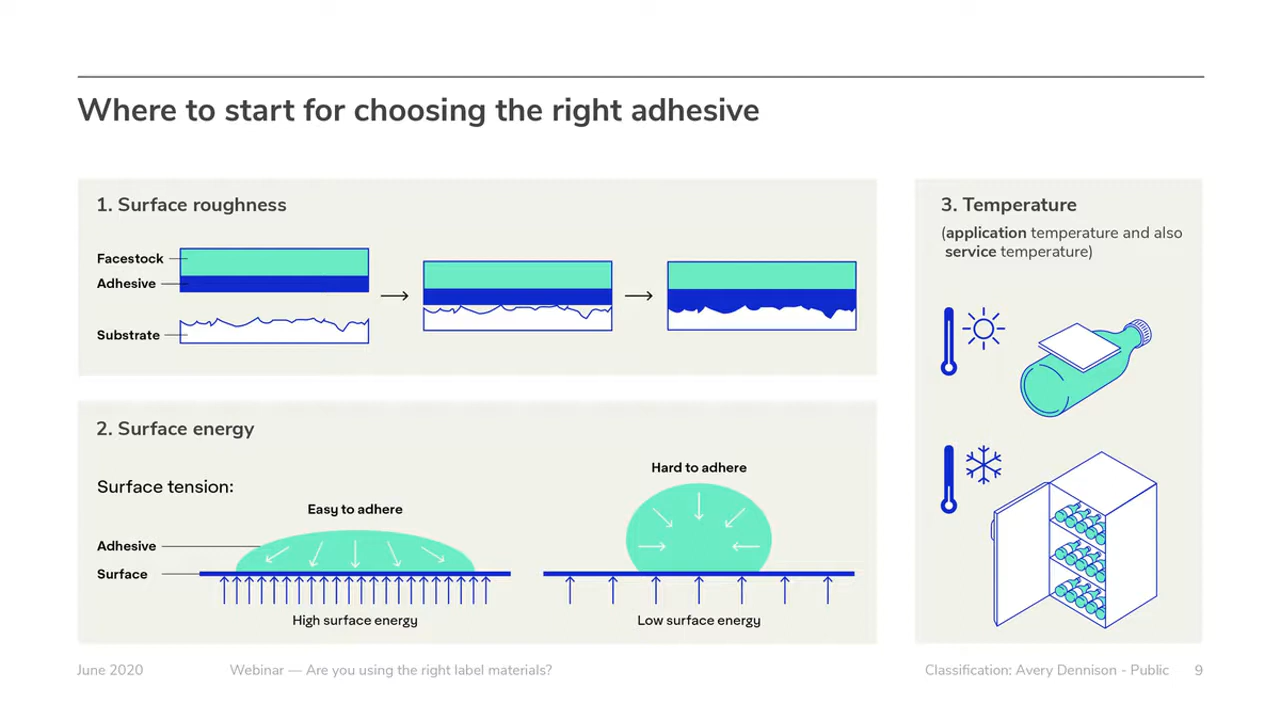 Where to start for choosing the right adhesive
1. Surface roughness
Facestock
Adhesive
Substrate
2. Surface energy
Surface tension:
Easy to adhere
Adhesive
Surface
High surface energy
Hard to adhere
Low surface energy
3. Temperature
(application temperature and also
service temperature)
June 2020
Webinar — Are you using the right label materials?
Classification: Avery Dennison - Public
9